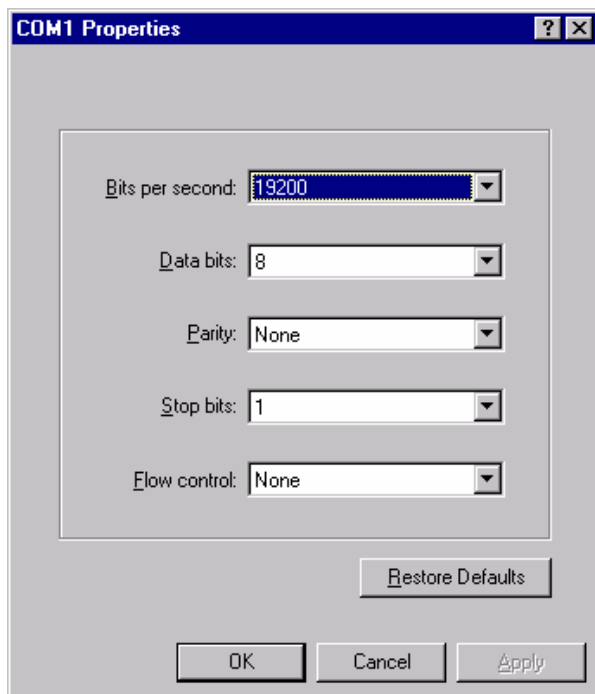 COM1 Properties
Bits per second: 19200
Data bits: 8
Parity: None
Stop bits: 1
Flow control: None
Restore Defaults
OK Cancel Apply